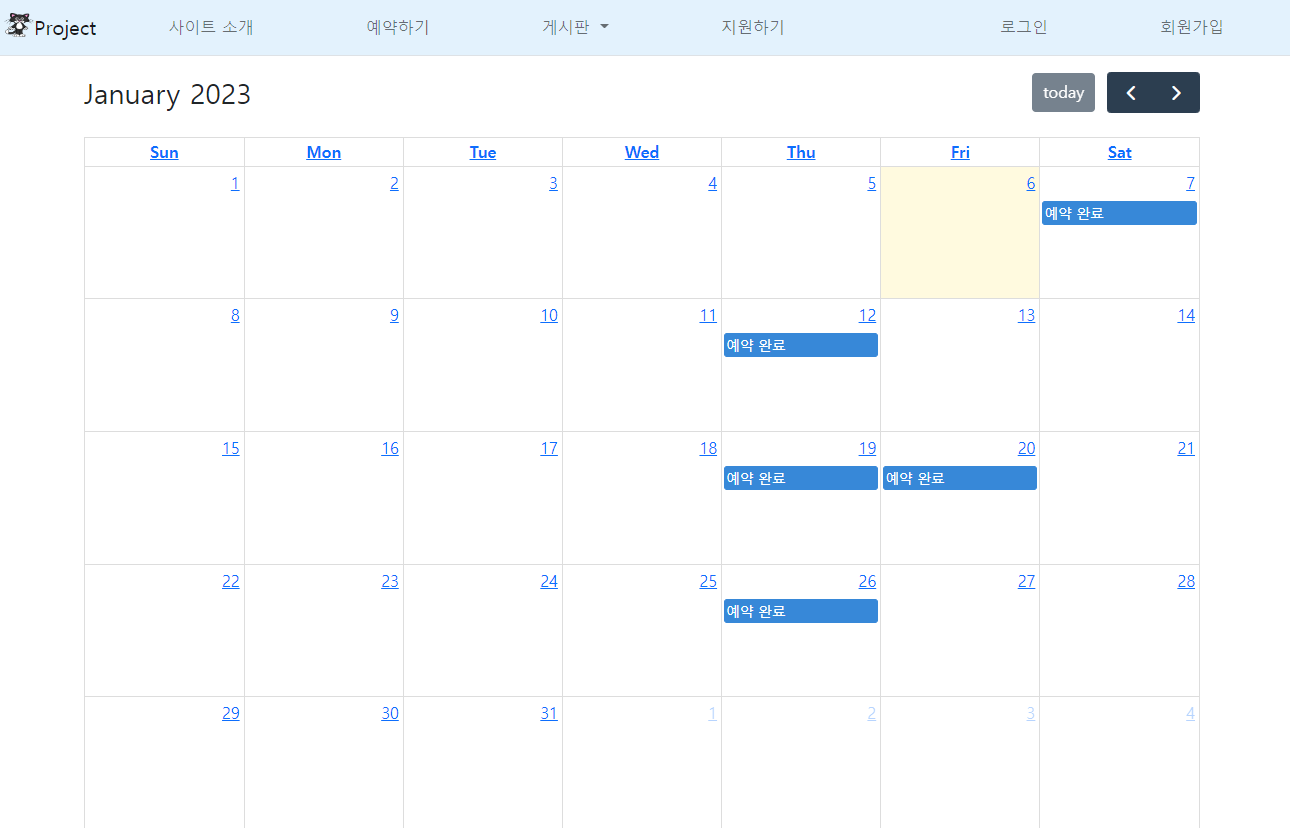 Project 사이트 소개 예약하기 게시판 지원하기 로그인 회원가입
January 2023 today
Sun Mon Tue Wed Thu Fri Sat
1 2 3 4 5 6 7
예약 완료
8 9 10 11 12 13 14
예약 완료
15 16 17 18 19 20 21
예약 완료 예약 완료
22 23 24 25 26 27 28
예약 완료
29 30 31 1 2 3 4